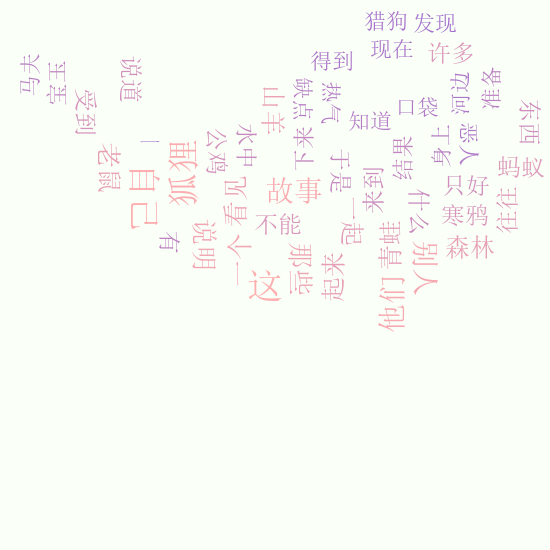 猎狗
发现
现在
许多
得到
马夫
宝玉
说道
受到
缺点
热气
山羊
知道
口袋
河边
准备
东西
老鼠
一
自己
狐狸
公鸡
水中
下来
于是
来到
结果
身上
恶人
蚂蚁
只好
往往
寒鸦
什么
故事
看见
不能
一起
有
说明
一个
这
那些
起来
青蛙
他们
别人
森林